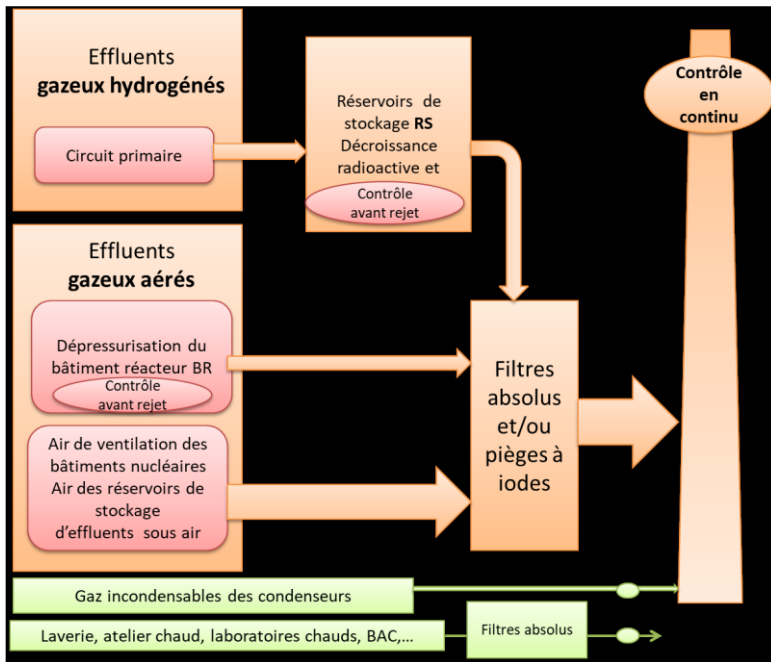 Effluents
gazeux hydrogénés
Circuit primaire
Réservoirs de
stockage RS
Décroissance
radioactive et
Contrôle
avant rejet
Contrôle
en
continu
Effluents
gazeux aérés
Dépressurisation du
bâtiment réacteur BR
Contrôle
avant rejet
Air de ventilation des
bâtiments nucléaires
Air des réservoirs de
stockage
d'effluents sous air
Filtres
absolus
et/ou
pièges à
iodes
Gaz incondensables des condenseurs
Laverie, atelier chaud, laboratoires chauds, BAC,...
Filtres absolus